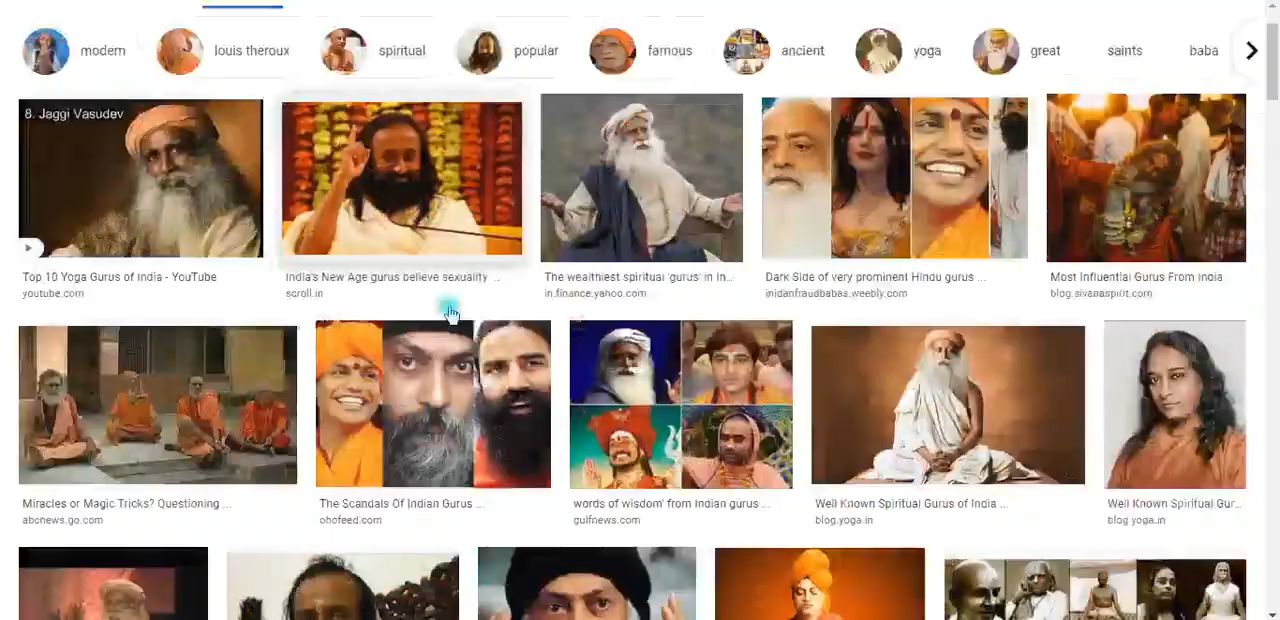 modern
louis theroux
spiritual
popular
famous
ancient
yoga
great
saints
baba
8. Jaggi Vasudev
Top 10 Yoga Gurus of India - YouTube
youtube.com
India's New Age gurus believe sexuality ...
scroll.in
The wealthiest spiritual 'gurus' in In...
in.finance.yahoo.com
Dark Side of very prominent Hindu gurus ...
inidanfraudbabas.weebly.com
Most Influential Gurus From India
blog.sivanaspirit.com
Miracles or Magic Tricks? Questioning ...
abcnews.go.com
The Scandals Of Indian Gurus ...
ohofeed.com
words of wisdom' from Indian gurus ...
gulfnews.com
Well Known Spiritual Gurus of India ...
blog.yoga.in
Well Known Spiritual Gur...
blog.yoga.in